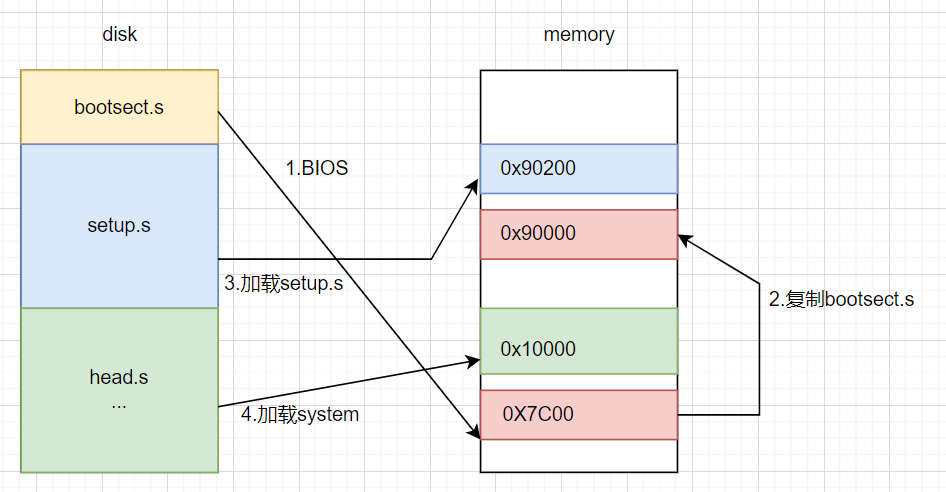 disk
memory
bootsect.s
1.BIOS
0x90200
setup.s
0x90000
3.加载setup.s
2.复制bootsect.s
0x10000
head.s
...
4.加载system
0X7C00